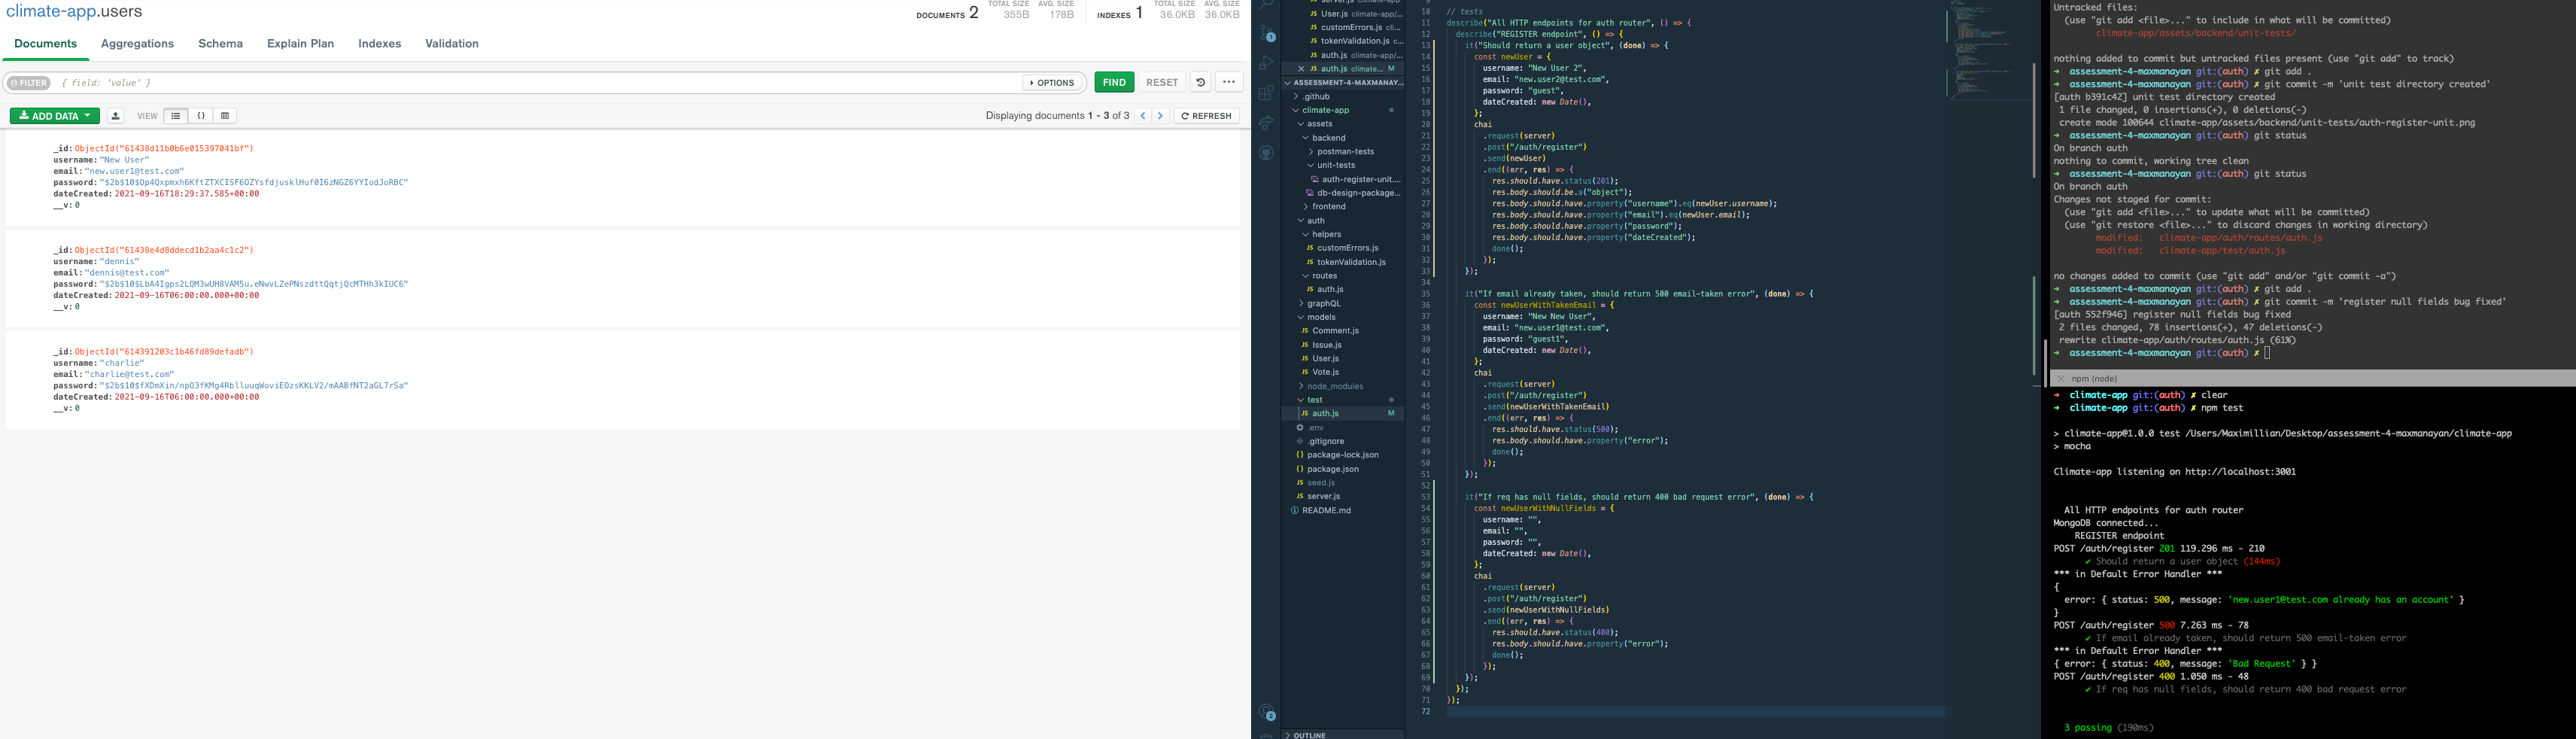 climate-app.users
DOCUMENTS 2
TOTAL SIZE
355B
AVG. SIZE
178B
INDEXES 1
TOTAL SIZE
36.0KB
AVG. SIZE
36.0KB
Documents
Aggregations
Schema
Explain Plan
Indexes
Validation
FILTER
{ field: 'value' }
OPTIONS
FIND
RESET
ADD DATA
VIEW
Displaying documents 1 - 3 of 3
REFRESH
username: "New User"
email: "new.user1@test.com"
dateCreated: 2021-09-16T18:29:37.585+00:00
__v: 0
_id: ObjectId("61438e4d8ddecd1b2aa4c1c2")
username: "dennis"
email: "dennis@test.com"
dateCreated: 2021-09-16T06:00:00.000+00:00
__v: 0
_id: ObjectId("614391203c1b46fd89defadb")
username: "charlie"
email: "charlie@test.com"
dateCreated: 2021-09-16T06:00:00.000+00:00
__v: 0
User.js climate-app/...
customErrors.js cli...
tokenValidation.js c...
auth.js climate-app/...
auth.js climate... M
ASSESSMENT-4-MAXMANAY...
.github
climate-app
assets
backend
postman-tests
unit-tests
auth-register-unit....
db-design-package...
frontend
auth
helpers
customErrors.js
tokenValidation.js
routes
auth.js
graphQL
models
Comment.js
Issue.js
User.js
Vote.js
node_modules
test
auth.js M
.env
.gitignore
package-lock.json
package.json
seed.js
server.js
README.md
OUTLINE
10 // tests
11 describe("All HTTP endpoints for auth router", () => {
12 describe("REGISTER endpoint", () => {
13 it("Should return a user object", (done) => {
14 const newUser = {
15 username: "New User 2",
16 email: "new.user2@test.com",
17 password: "guest",
18 dateCreated: new Date(),
19 };
20 chai
21 .request(server)
22 .post("/auth/register")
23 .send(newUser)
24 .end((err, res) => {
25 res.should.have.status(201);
26 res.body.should.be.a("object");
27 res.body.should.have.property("username").eq(newUser.username);
28 res.body.should.have.property("email").eq(newUser.email);
29 res.body.should.have.property("password");
30 res.body.should.have.property("dateCreated");
31 done();
32 });
33 });
34
35 it("If email already taken, should return 500 email-taken error", (done) => {
36 const newUserWithTakenEmail = {
37 username: "New New User",
38 email: "new.user1@test.com",
39 password: "guest1",
40 dateCreated: new Date(),
41 };
42 chai
43 .request(server)
44 .post("/auth/register")
45 .send(newUserWithTakenEmail)
46 .end((err, res) => {
47 res.should.have.status(500);
48 res.body.should.have.property("error");
49 done();
50 });
51 });
52
53 it("If req has null fields, should return 400 bad request error", (done) => {
54 const newUserWithNullFields = {
55 username: "",
56 email: "",
57 password: "",
58 dateCreated: new Date(),
59 };
60 chai
61 .request(server)
62 .post("/auth/register")
63 .send(newUserWithNullFields)
64 .end((err, res) => {
65 res.should.have.status(400);
66 res.body.should.have.property("error");
67 done();
68 });
69 });
70 });
71 });
72
Untracked files:
(use "git add <file>..." to include in what will be committed)
climate-app/assets/backend/unit-tests/
nothing added to commit but untracked files present (use "git add" to track)
➜ assessment-4-maxmanayan git:(auth) ✗ git add .
➜ assessment-4-maxmanayan git:(auth) ✗ git commit -m 'unit test directory created'
[auth b391c42] unit test directory created
1 file changed, 0 insertions(+), 0 deletions(-)
create mode 100644 climate-app/assets/backend/unit-tests/auth-register-unit.png
➜ assessment-4-maxmanayan git:(auth) git status
On branch auth
nothing to commit, working tree clean
➜ assessment-4-maxmanayan git:(auth) git status
On branch auth
Changes not staged for commit:
(use "git add <file>..." to update what will be committed)
(use "git restore <file>..." to discard changes in working directory)
modified: climate-app/auth/routes/auth.js
modified: climate-app/test/auth.js
no changes added to commit (use "git add" and/or "git commit -a")
➜ assessment-4-maxmanayan git:(auth) ✗ git add .
➜ assessment-4-maxmanayan git:(auth) ✗ git commit -m 'register null fields bug fixed'
[auth 552f946] register null fields bug fixed
2 files changed, 78 insertions(+), 47 deletions(-)
rewrite climate-app/auth/routes/auth.js (61%)
➜ assessment-4-maxmanayan git:(auth) ✗
npm (node)
➜ climate-app git:(auth) ✗ clear
➜ climate-app git:(auth) ✗ npm test
> climate-app@1.0.0 test /Users/Maximillian/Desktop/assessment-4-maxmanayan/climate-app
> mocha
Climate-app listening on http://localhost:3001
All HTTP endpoints for auth router
MongoDB connected...
REGISTER endpoint
POST /auth/register 201 119.296 ms - 210
✔ Should return a user object (144ms)
*** in Default Error Handler ***
{
error: { status: 500, message: 'new.user1@test.com already has an account' }
}
POST /auth/register 500 7.263 ms - 78
✔ If email already taken, should return 500 email-taken error
*** in Default Error Handler ***
{ error: { status: 400, message: 'Bad Request' } }
POST /auth/register 400 1.050 ms - 48
✔ If req has null fields, should return 400 bad request error
3 passing (190ms)